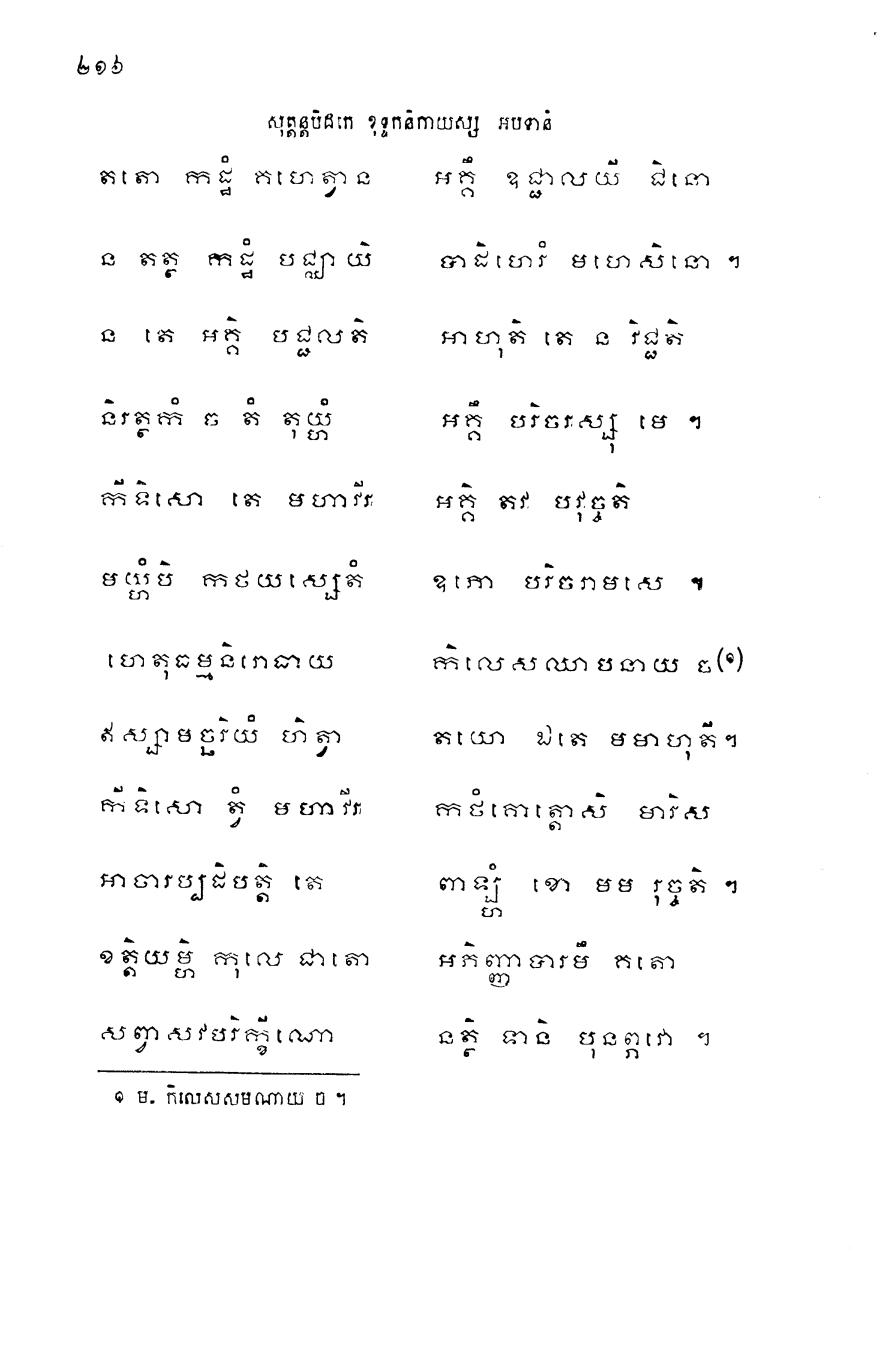 ២១៦
សុត្តន្តបិដកេ ខុទ្ទកនិកាយស្ស អបទានំ
តតោ កដ្ឋំ គហេត្វាន អគ្គឹ ឧជ្ជាលយី ជិនោ
ន តត្ថ កដ្ឋំ បជ្ឈាយិ បាដិហេរំ មហេសិនោ ។
ន តេ អគ្គិ បជ្ជលតិ អាហុតិ តេ ន វិជ្ជតិ
និរត្ថកំ ច តំ តុយ្ហំ អគ្គឹ បរិចរស្សុ មេ ។
កីទិសោ តេ មហាវីរ អគ្គិ តវ បវុច្ចតិ
មយ្ហំបិ កថយស្សេតំ ឧភោ បរិចរាមសេ ។
ហេតុធម្មនិរោធាយ កិលេសឈាបនាយ ច(១)
ឥស្សាមច្ឆរិយំ ហិត្វា តយោ ឯតេ មមាហុតី។
កីទិសោ ត្វំ មហាវីរ កថំគោត្តោសិ មារិស
អាចារប្បដិបត្តិ តេ ពាឡ្ហំ ខោ មម រុច្ចតិ ។
ខត្តិយម្ហិ កុលេ ជាតោ អភិញ្ញាបារមឹ គតោ
សព្វាសវបរិក្ខីណោ នត្ថិ ទានិ បុនព្ភវោ ។
១ ម. កិលេសសមណាយ ច ។